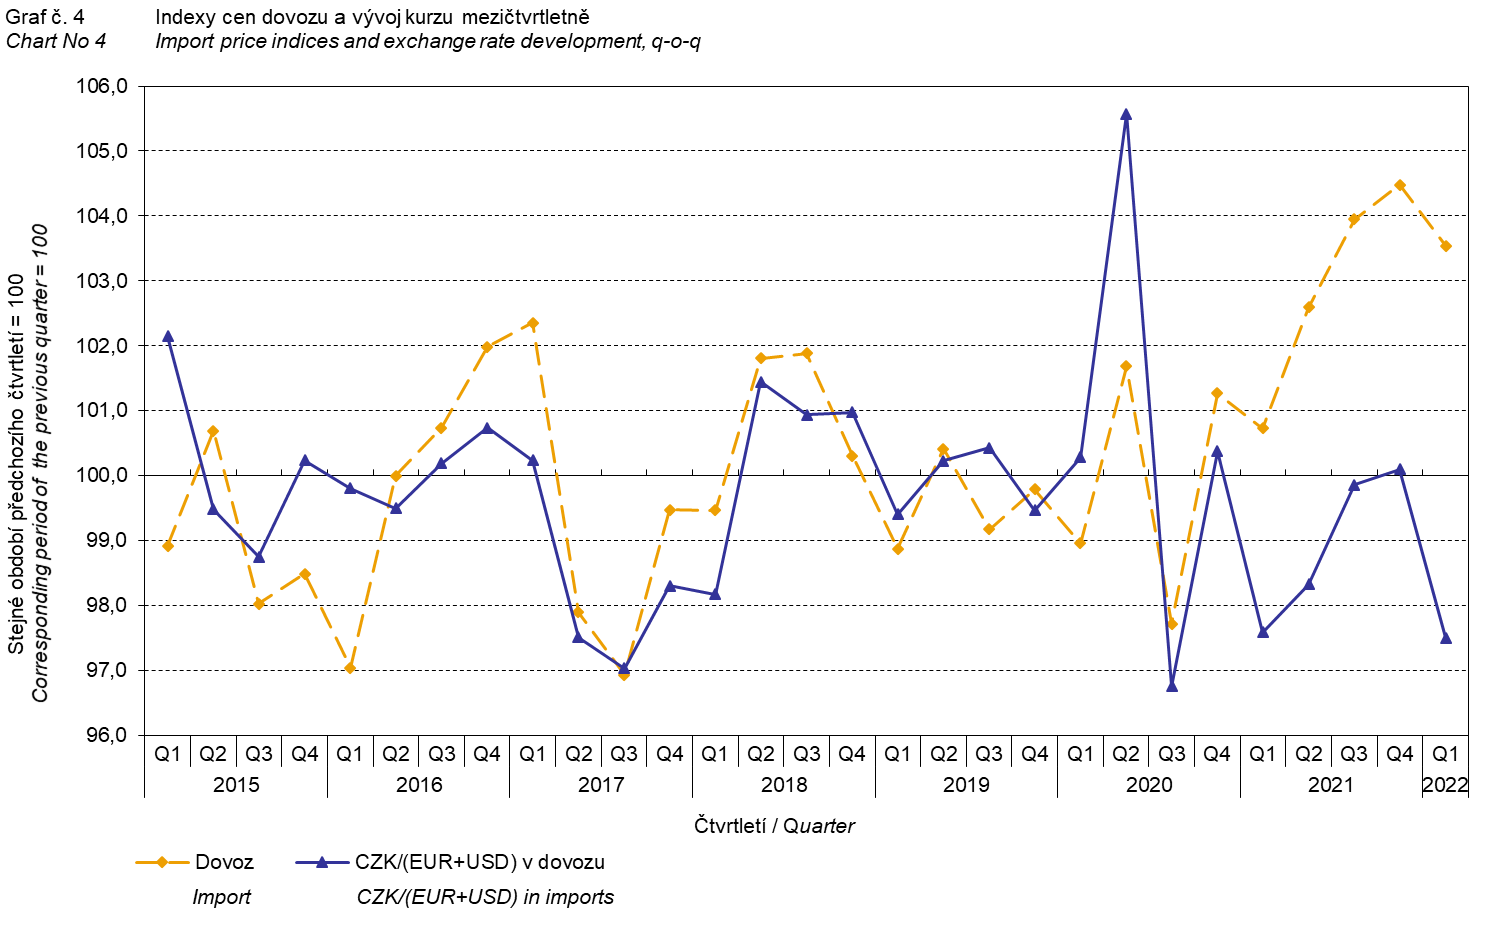 Graf č. 4 Indexy cen dovozu a vývoj kurzu mezičtvrtletně
Chart No 4 Import price indices and exchange rate development, q-o-q
Stejné období předchozího čtvrtletí = 100
Corresponding period of the previous quarter = 100
106,0
105,0
104,0
103,0
102,0
101,0
100,0
99,0
98,0
97,0
96,0
Q1 Q2 Q3 Q4 Q1 Q2 Q3 Q4 Q1 Q2 Q3 Q4 Q1 Q2 Q3 Q4 Q1 Q2 Q3 Q4 Q1 Q2 Q3 Q4 Q1 Q2 Q3 Q4 Q1
2015 2016 2017 2018 2019 2020 2021 2022
Čtvrtletí / Quarter
Dovoz CZK/(EUR+USD) v dovozu
Import CZK/(EUR+USD) in imports